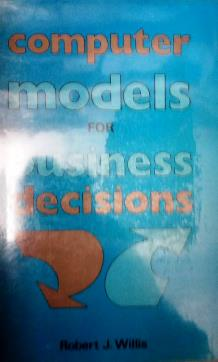 computer
models
FOR
business
decisions
Robert J. Willis